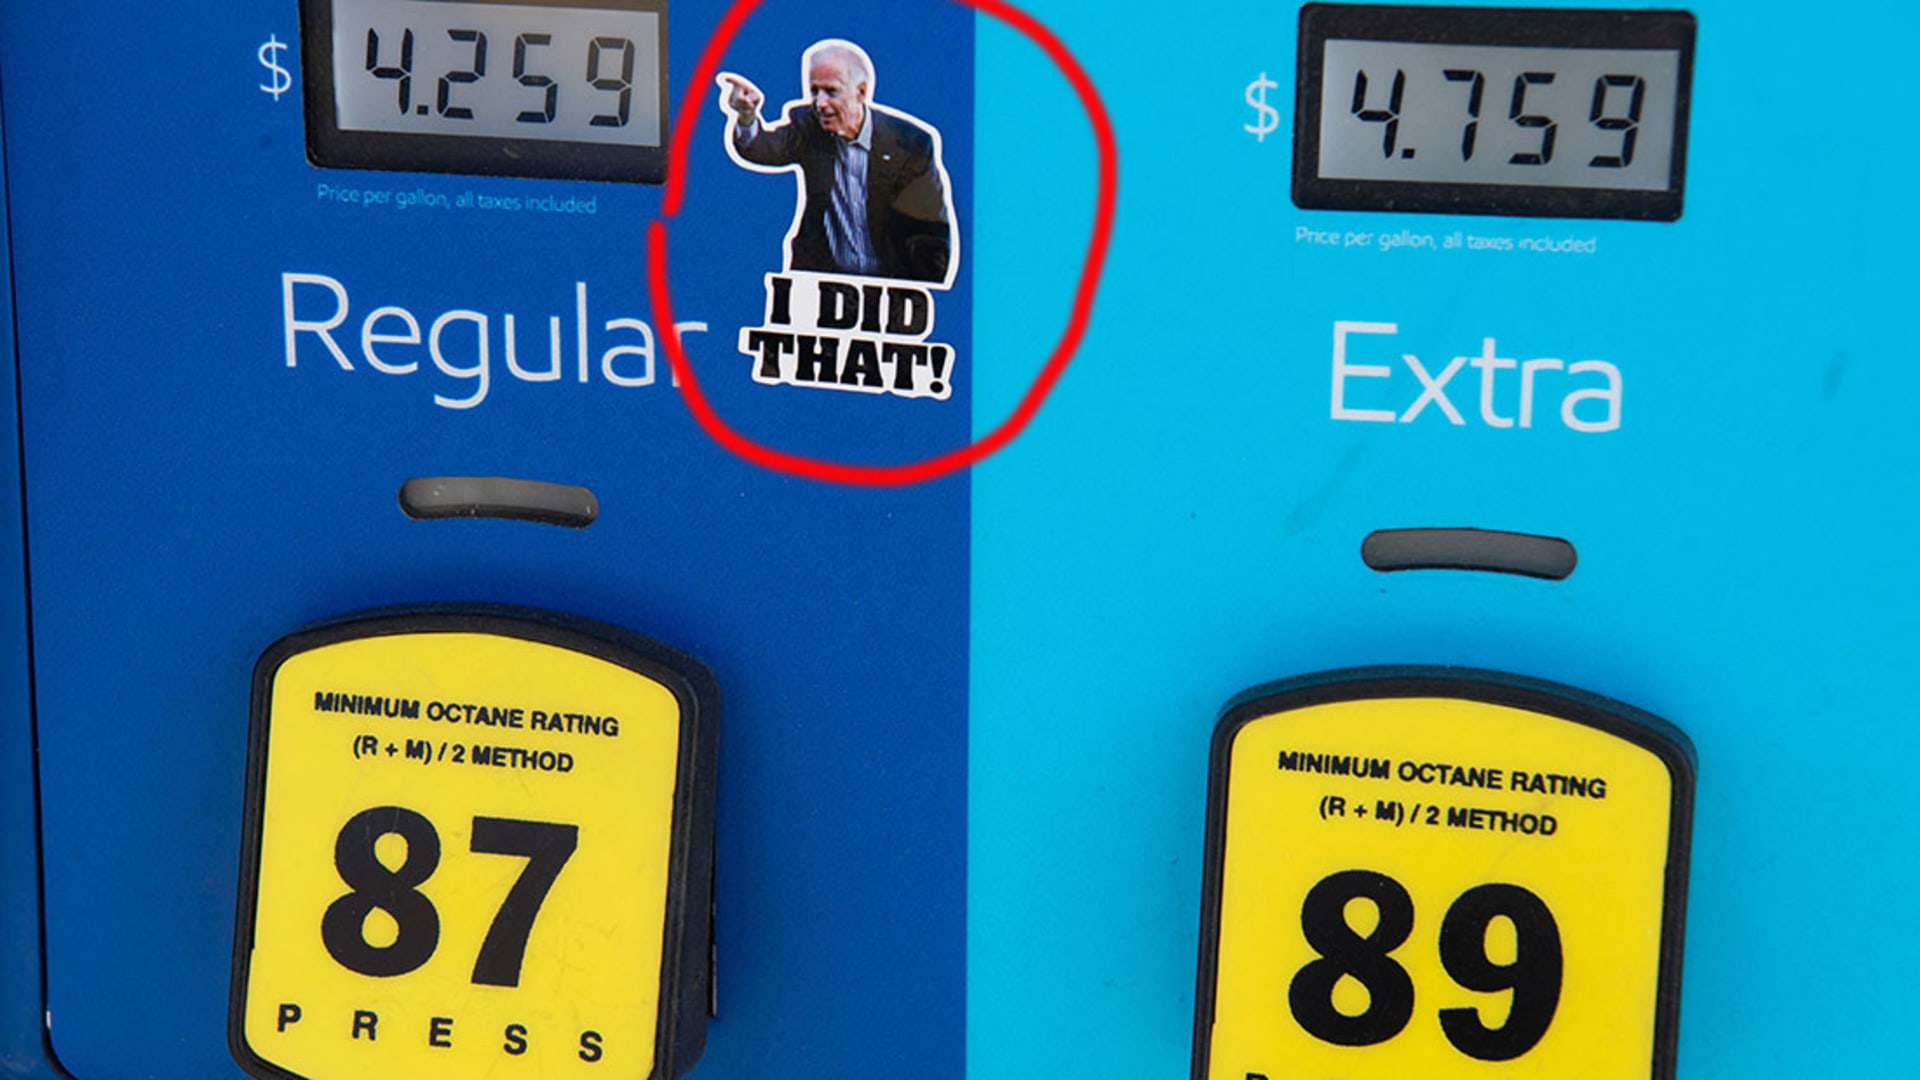 $ 4.259
Price per gallon, all taxes included
Regular
I DID
THAT!
MINIMUM OCTANE RATING
(R + M) / 2 METHOD
87
PRESS
$ 4.759
Price per gallon, all taxes included
Extra
MINIMUM OCTANE RATING
(R + M) / 2 METHOD
89